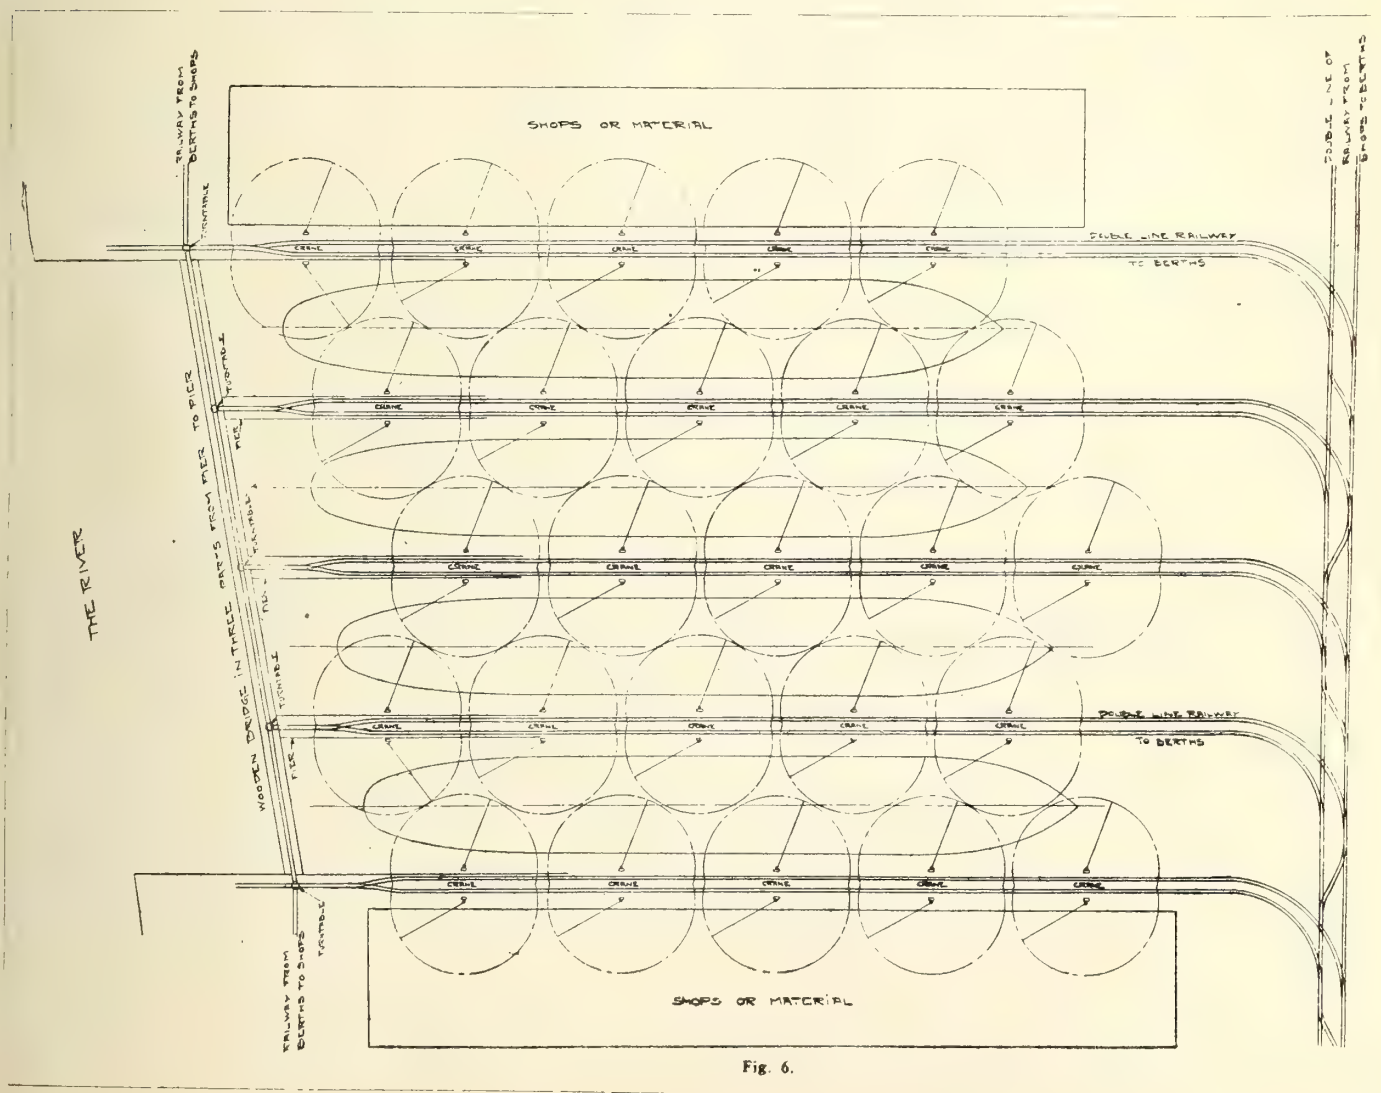 RAILWAY FROM
BERTHS TO SHOPS
DOUBLE LINE OF
RAILWAY FROM
SHOPS TO BERTHS
SHOPS OR MATERIAL
TURNTABLE
CRANE
CRANE
CRANE
CRANE
CRANE
DOUBLE LINE RAILWAY
TO BERTHS
TURNTABLE
PIER
CRANE
CRANE
CRANE
CRANE
CRANE
THE RIVER
WOODEN BRIDGE IN THREE PARTS FROM PIER TO PIER
TURNTABLE
PIER
CRANE
CRANE
CRANE
CRANE
CRANE
TURNTABLE
PIER
CRANE
CRANE
CRANE
CRANE
CRANE
DOUBLE LINE RAILWAY
TO BERTHS
CRANE
CRANE
CRANE
CRANE
CRANE
TURNTABLE
RAILWAY FROM
BERTHS TO SHOPS
SHOPS OR MATERIAL
Fig. 6.